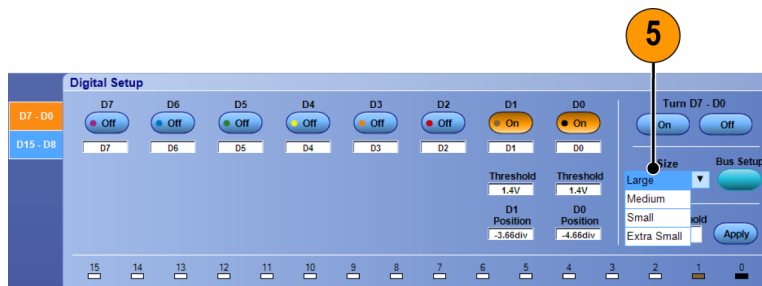 5
Digital Setup
D7 - D0
D15 - D8
D7 D6 D5 D4 D3 D2 D1 D0 Turn D7 - D0
Off Off Off Off Off Off On On On Off
D7 D6 D5 D4 D3 D2 D1 D0
Size Bus Setup
Threshold Threshold
1.4V 1.4V
Large
Medium
Small
Extra Small
D1 D0
Position Position
-3.66div -4.66div
old
Apply
15 14 13 12 11 10 9 8 7 6 5 4 3 2 1 0